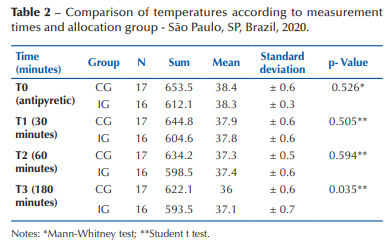 Table 2 – Comparison of temperatures according to measurement
times and allocation group - São Paulo, SP, Brazil, 2020.
Time (minutes) Group N Sum Mean Standard deviation p- Value
T0 (antipyretic) CG 17 653.5 38.4 ± 0.6 0.526*
IG 16 612.1 38.3 ± 0.3
T1 (30 minutes) CG 17 644.8 37.9 ± 0.6 0.505**
IG 16 604.6 37.8 ± 0.6
T2 (60 minutes) CG 17 634.2 37.3 ± 0.5 0.594**
IG 16 598.5 37.4 ± 0.6
T3 (180 minutes) CG 17 622.1 36 ± 0.6 0.035**
IG 16 593.5 37.1 ± 0.7
Notes: *Mann-Whitney test; **Student t test.